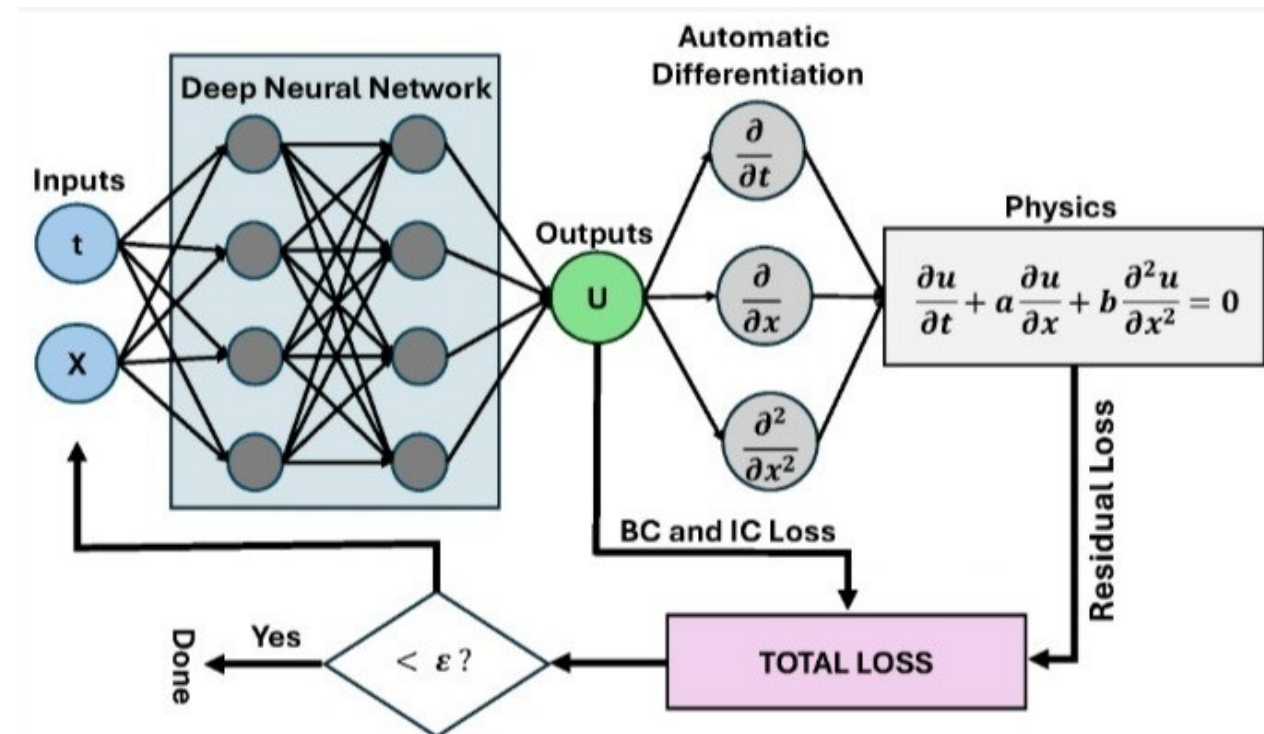 Automatic
Differentiation
Deep Neural Network
∂/∂t
Inputs
t
Physics
Outputs
∂u/∂t + a ∂u/∂x + b ∂²u/∂x² = 0
U
∂/∂x
X
∂²/∂x²
Residual Loss
BC and IC Loss
Done
Yes
< ε ?
TOTAL LOSS